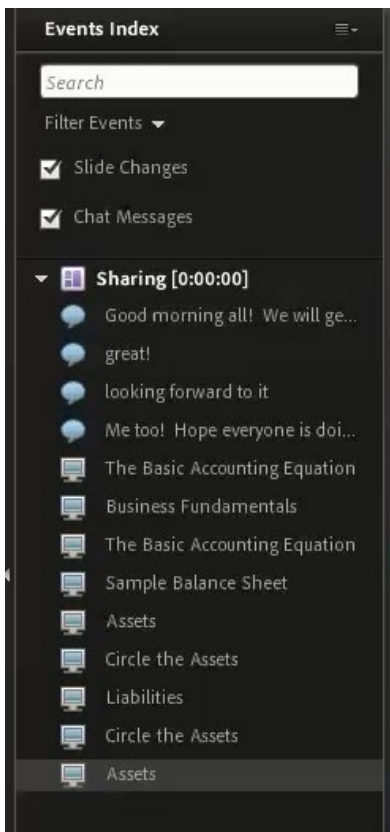 Events Index
Search
Filter Events
Slide Changes
Chat Messages
Sharing [0:00:00]
Good morning all! We will ge...
great!
looking forward to it
Me too! Hope everyone is doi...
The Basic Accounting Equation
Business Fundamentals
The Basic Accounting Equation
Sample Balance Sheet
Assets
Circle the Assets
Liabilities
Circle the Assets
Assets